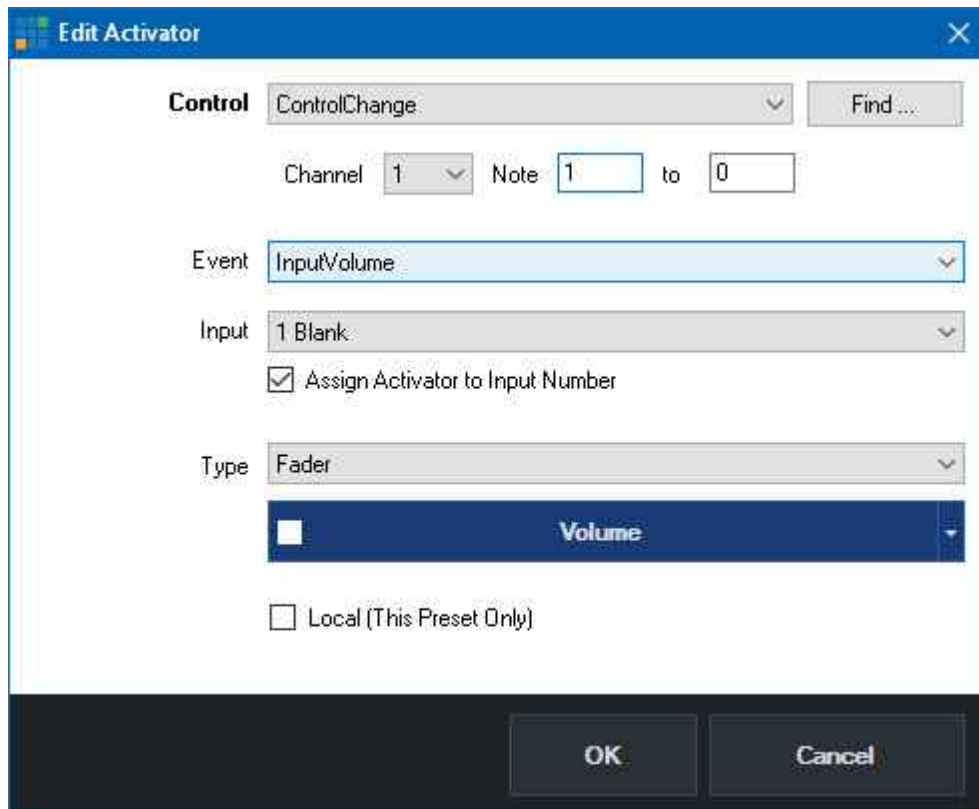 Edit Activator
Control ControlChange Find ...
Channel 1 Note 1 to 0
Event InputVolume
Input 1 Blank
Assign Activator to Input Number
Type Fader
Volume
Local (This Preset Only)
OK Cancel